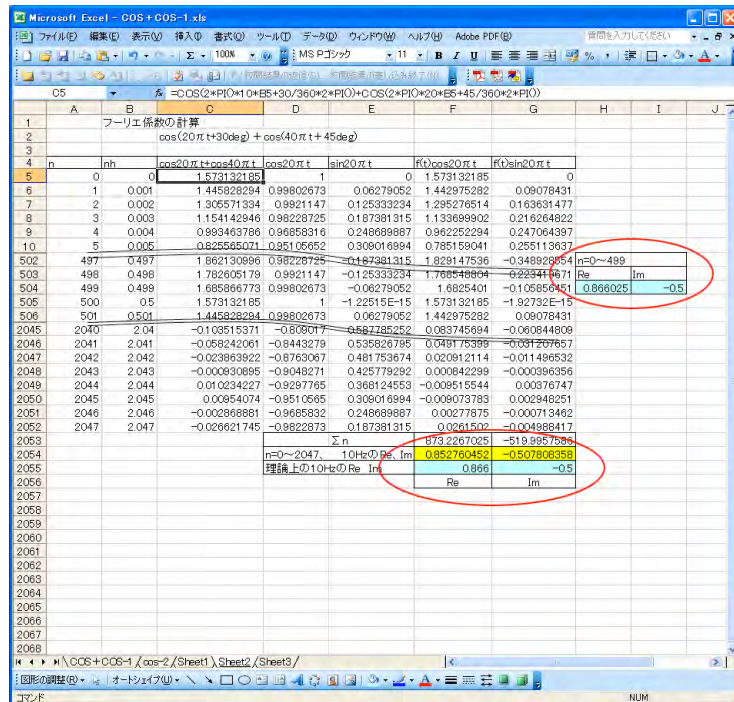 Microsoft Excel - COS+COS-1.xls
ファイル(F) 編集(E) 表示(V) 挿入(I) 書式(O) ツール(T) データ(D) ウィンドウ(W) ヘルプ(H) Adobe PDF(B) 質問を入力してください
100% MS Pゴシック 11 B I U
C5 fx =COS(2*PI()*10*B5+30/360*2*PI())+COS(2*PI()*20*B5+45/360*2*PI())
A B C D E F G H I J
1 フーリエ係数の計算
2 cos(20πt+30deg)+cos(40πt+45deg)
3
4 n nh cos20πt+cos40πt cos20πt sin20πt f(t)cos20πt f(t)sin20πt
5 0 0 1.573132185 1 0 1.573132185 0
6 1 0.001 1.445828294 0.99802673 0.06279052 1.442975282 0.09078431
7 2 0.002 1.305571334 0.9921147 0.125333234 1.295276514 0.163631477
8 3 0.003 1.154142946 0.98228725 0.187381315 1.133699902 0.216264822
9 4 0.004 0.993463786 0.96858316 0.248689887 0.962252294 0.247064397
10 5 0.005 0.825565071 0.95105652 0.309016994 0.785159041 0.255113637
502 497 0.497 1.862130996 0.98228725 -0.187381315 1.829147536 -0.348928554 n=0～499
503 498 0.498 1.782605179 0.9921147 -0.125333234 1.768548804 -0.223419671 Re Im
504 499 0.499 1.685866773 0.99802673 -0.06279052 1.6825401 -0.105856451 0.866025 -0.5
505 500 0.5 1.573132185 1 -1.22515E-15 1.573132185 -1.92732E-15
506 501 0.501 1.445828294 0.99802673 0.06279052 1.442975282 0.09078431
2045 2040 2.04 -0.103515371 -0.809017 0.587785252 0.083745694 -0.060844809
2046 2041 2.041 -0.058242061 -0.8443279 0.535826795 0.049175399 -0.031207657
2047 2042 2.042 -0.023863922 -0.8763067 0.481753674 0.020912114 -0.011496532
2048 2043 2.043 -0.000930895 -0.9048271 0.425779292 0.000842299 -0.000396356
2049 2044 2.044 0.010234227 -0.9297765 0.368124553 -0.009515544 0.00376747
2050 2045 2.045 0.00954074 -0.9510565 0.309016994 -0.009073783 0.002948251
2051 2046 2.046 -0.002868881 -0.9685832 0.248689887 0.00277875 -0.000713462
2052 2047 2.047 -0.026621745 -0.9822873 0.187381315 0.0261502 -0.004988417
2053 Σn 873.2267025 -519.9957586
2054 n=0～2047、 10HzのRe、Im 0.852760452 -0.507808358
2055 理論上の10HzのRe Im 0.866 -0.5
2056 Re Im
2057
2058
2059
2060
2061
2062
2063
2064
2065
2066
2067
2068
COS+COS-1 cos-2 Sheet1 Sheet2 Sheet3
図形の調整(R) オートシェイプ(U)
コマンド NUM